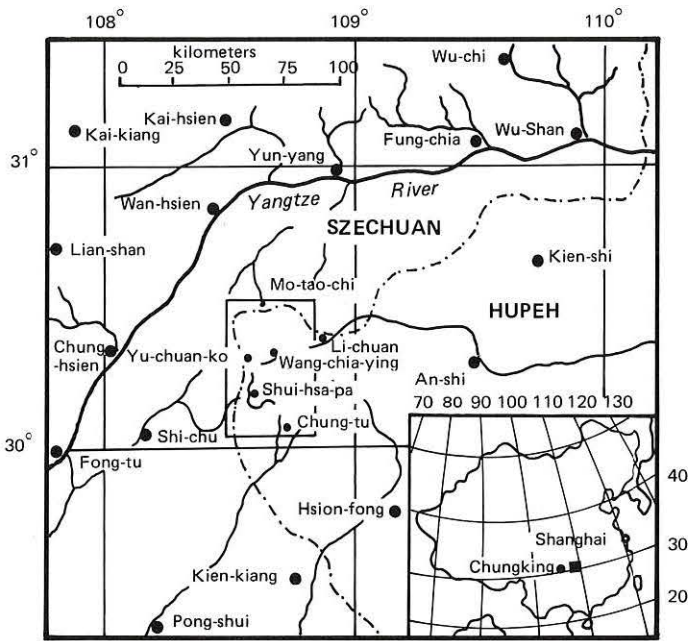 108° 109° 110°
kilometers
0 25 50 75 100
Wu-chi
Kai-hsien
Kai-kiang
Fung-chia
Wu-Shan
31°
Yun-yang
Wan-hsien
Yangtze River
SZECHUAN
Lian-shan
Kien-shi
Mo-tao-chi
HUPEH
Chung
-hsien
Yu-chuan-ko
Li-chuan
Wang-chia-ying
An-shi
Shui-hsa-pa
Chung-tu
Shi-chu
30°
Fong-tu
Hsion-fong
Kien-kiang
Pong-shui
70 80 90 100 110 120 130
40
Shanghai
30
Chungking
20